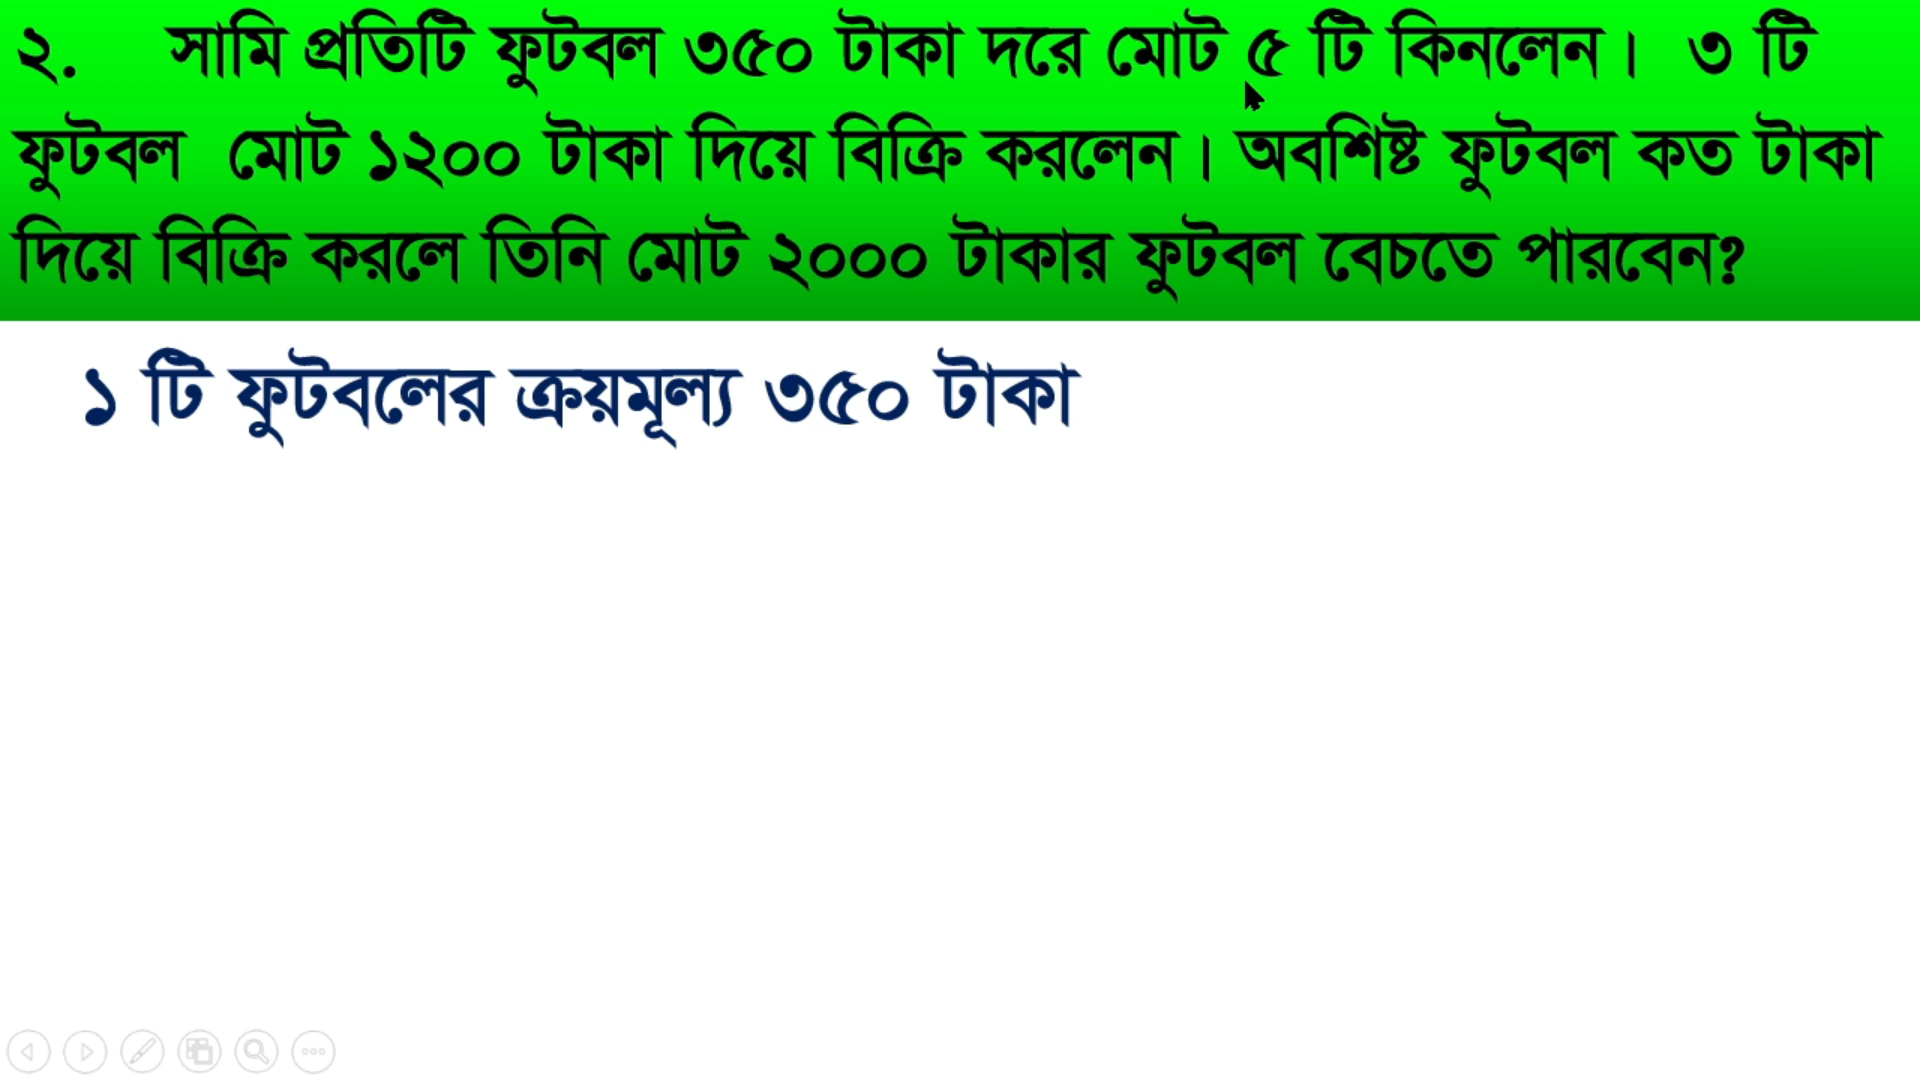 ২. সামি প্রতিটি ফুটবল ৩৫০ টাকা দরে মোট ৫ টি কিনলেন। ৩ টি
ফুটবল মোট ১২০০ টাকা দিয়ে বিক্রি করলেন। অবশিষ্ট ফুটবল কত টাকা
দিয়ে বিক্রি করলে তিনি মোট ২০০০ টাকার ফুটবল বেচতে পারবেন?
১ টি ফুটবলের ক্রয়মূল্য ৩৫০ টাকা